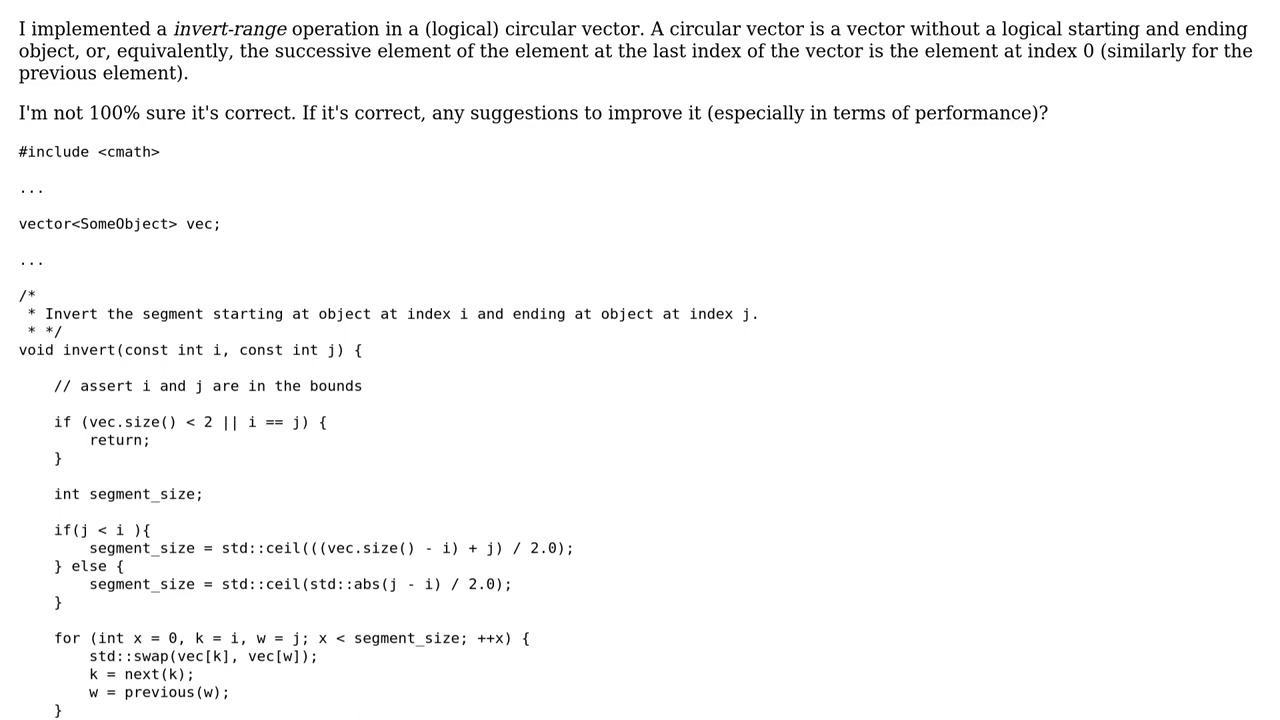 I implemented a invert-range operation in a (logical) circular vector. A circular vector is a vector without a logical starting and ending
object, or, equivalently, the successive element of the element at the last index of the vector is the element at index 0 (similarly for the
previous element).
I'm not 100% sure it's correct. If it's correct, any suggestions to improve it (especially in terms of performance)?
#include <cmath>
...
vector<SomeObject> vec;
...
/*
 * Invert the segment starting at object at index i and ending at object at index j.
 * */
void invert(const int i, const int j) {
    // assert i and j are in the bounds
    if (vec.size() < 2 || i == j) {
        return;
    }
    int segment_size;
    if(j < i ){
        segment_size = std::ceil(((vec.size() - i) + j) / 2.0);
    } else {
        segment_size = std::ceil(std::abs(j - i) / 2.0);
    }
    for (int x = 0, k = i, w = j; x < segment_size; ++x) {
        std::swap(vec[k], vec[w]);
        k = next(k);
        w = previous(w);
    }